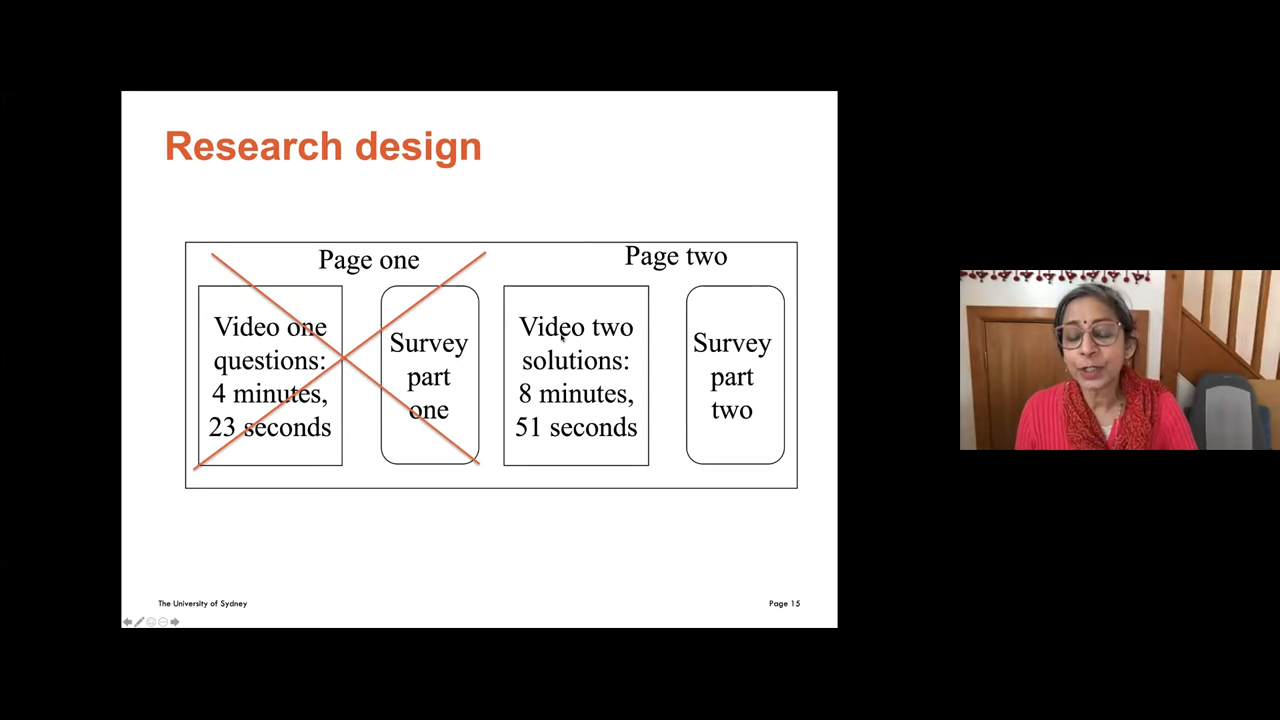 Research design
Page one
Page two
Video one
questions:
4 minutes,
23 seconds
Survey
part
one
Video two
solutions:
8 minutes,
51 seconds
Survey
part
two
The University of Sydney
Page 15